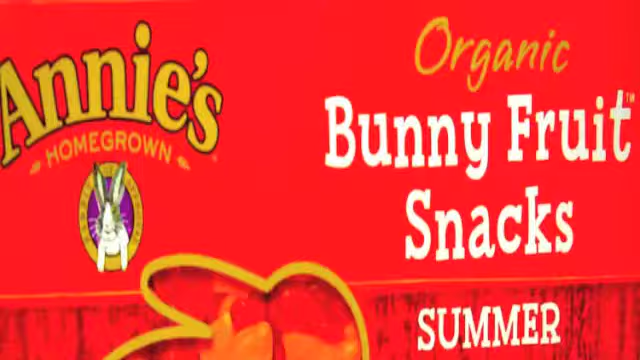 Annie's
HOMEGROWN
Organic
Bunny Fruit™
Snacks
SUMMER